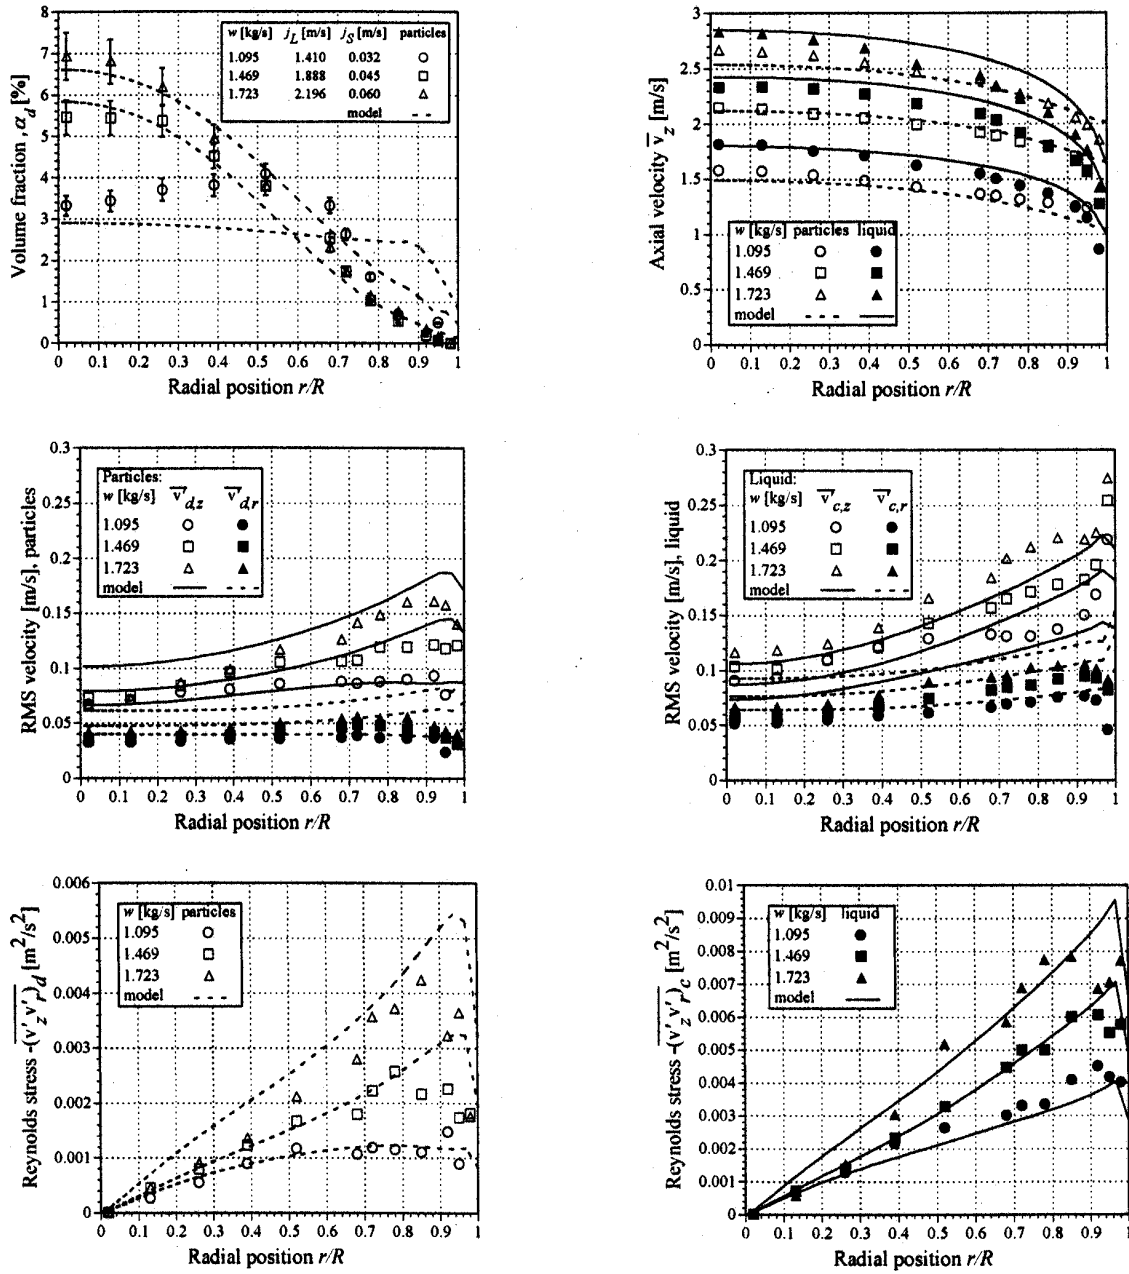 8
7
6
5
4
3
2
1
0
Volume fraction, α_d [%]
w [kg/s] j_L [m/s] j_S [m/s] particles
1.095 1.410 0.032
1.469 1.888 0.045
1.723 2.196 0.060
model
0 0.1 0.2 0.3 0.4 0.5 0.6 0.7 0.8 0.9 1
Radial position r/R
3
2.5
2
1.5
1
0.5
0
Axial velocity v̅_z [m/s]
w [kg/s] particles liquid
1.095
1.469
1.723
model
0 0.1 0.2 0.3 0.4 0.5 0.6 0.7 0.8 0.9 1
Radial position r/R
0.3
0.25
0.2
0.15
0.1
0.05
0
RMS velocity [m/s], particles
Particles:
w [kg/s] v'_d,z v'_d,r
1.095
1.469
1.723
model
0 0.1 0.2 0.3 0.4 0.5 0.6 0.7 0.8 0.9 1
Radial position r/R
0.3
0.25
0.2
0.15
0.1
0.05
0
RMS velocity [m/s], liquid
Liquid:
w [kg/s] v'_c,z v'_c,r
1.095
1.469
1.723
model
0 0.1 0.2 0.3 0.4 0.5 0.6 0.7 0.8 0.9 1
Radial position r/R
0.006
0.005
0.004
0.003
0.002
0.001
0
Reynolds stress -(v'_z v'_r)_d [m²/s²]
w [kg/s] particles
1.095
1.469
1.723
model
0 0.1 0.2 0.3 0.4 0.5 0.6 0.7 0.8 0.9 1
Radial position r/R
0.01
0.009
0.008
0.007
0.006
0.005
0.004
0.003
0.002
0.001
0
Reynolds stress -(v'_z v'_r)_c [m²/s²]
w [kg/s] liquid
1.095
1.469
1.723
model
0 0.1 0.2 0.3 0.4 0.5 0.6 0.7 0.8 0.9 1
Radial position r/R